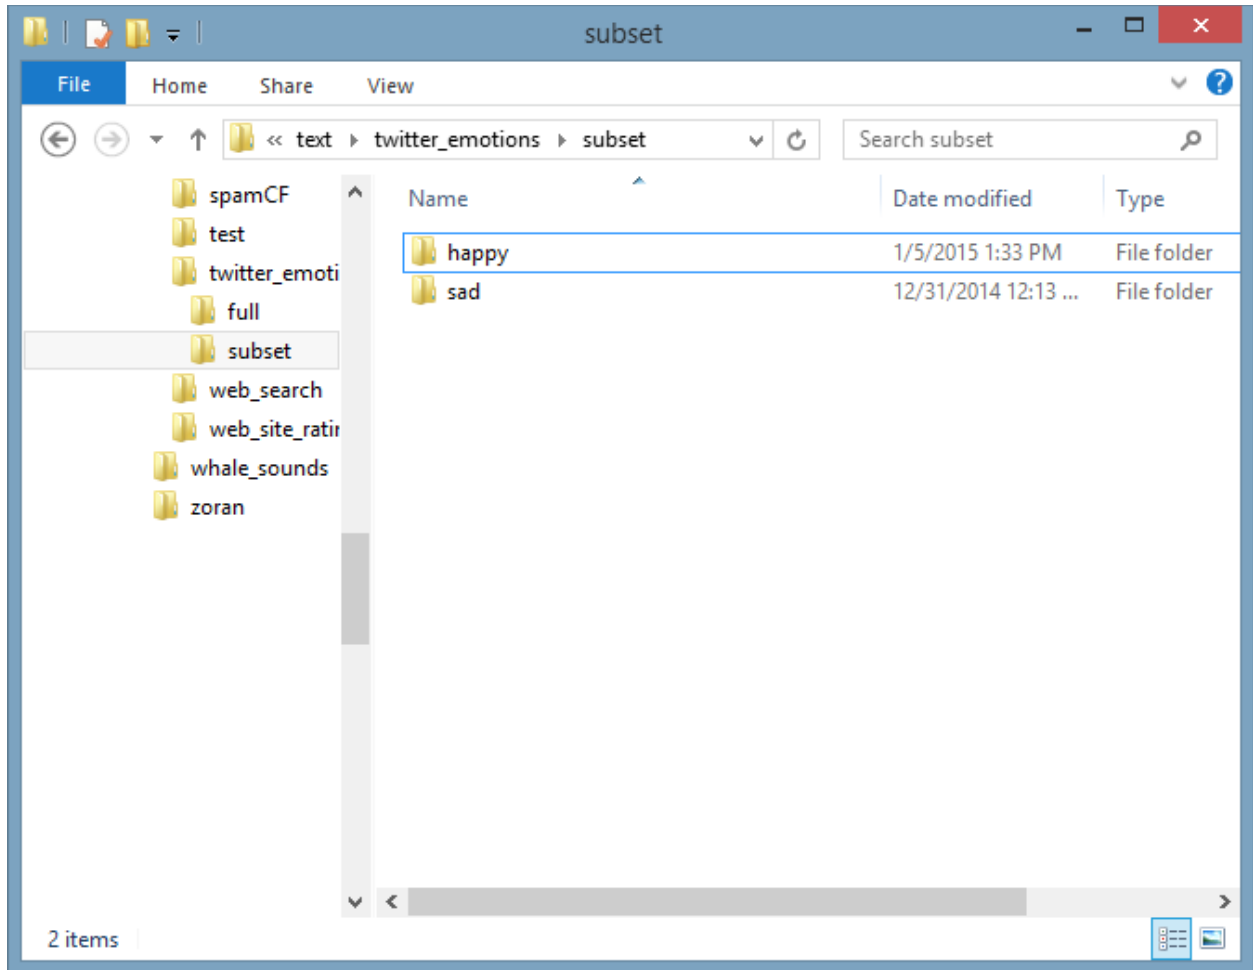 subset
File Home Share View
« text twitter_emotions subset Search subset
spamCF
test
twitter_emoti
full
subset
web_search
web_site_ratin
whale_sounds
zoran
Name Date modified Type
happy 1/5/2015 1:33 PM File folder
sad 12/31/2014 12:13 ... File folder
2 items